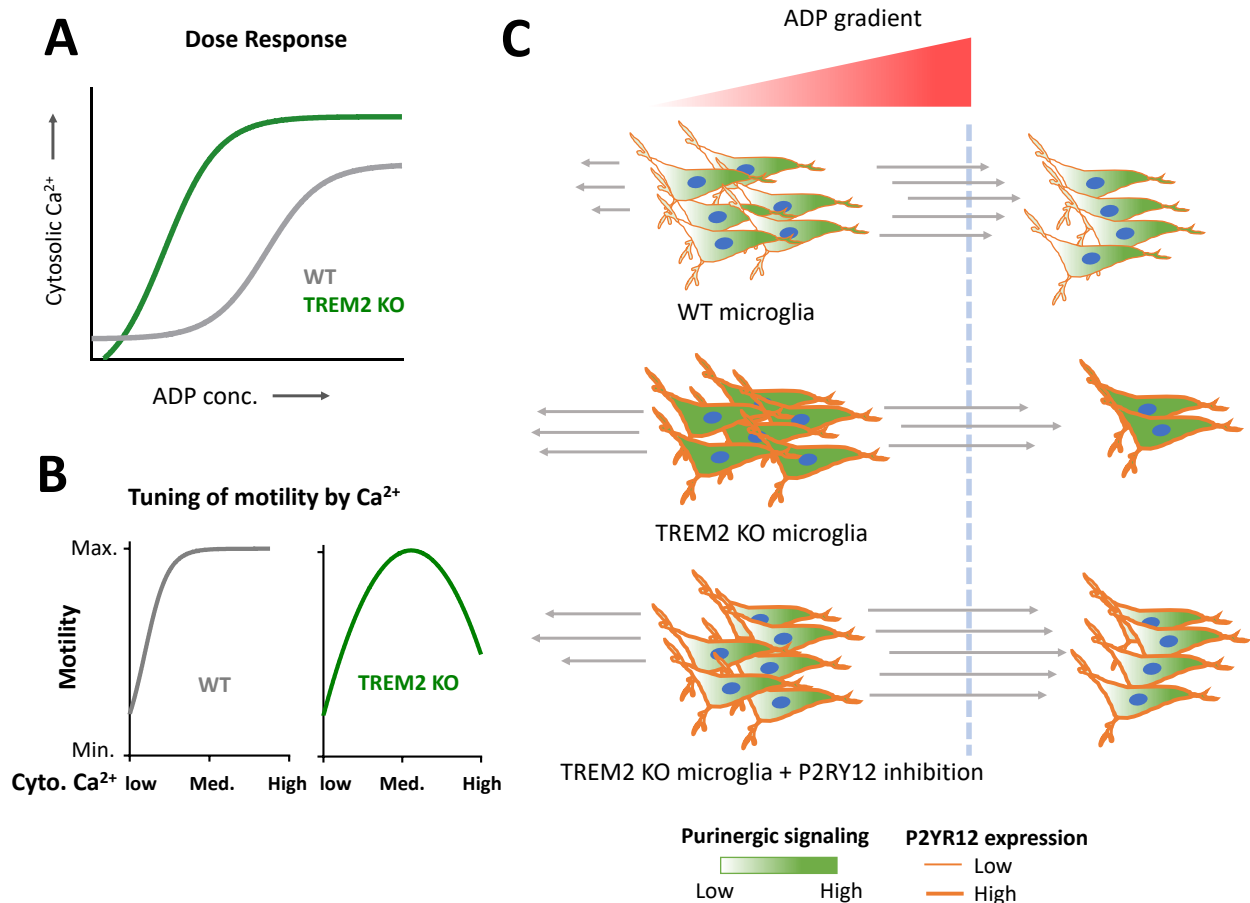 A
Dose Response
Cytosolic Ca²⁺
WT
TREM2 KO
ADP conc.
B
Tuning of motility by Ca²⁺
Max.
Motility
Min.
WT
TREM2 KO
Cyto. Ca²⁺
low
Med.
High
low
Med.
High
C
ADP gradient
WT microglia
TREM2 KO microglia
TREM2 KO microglia + P2RY12 inhibition
Purinergic signaling
Low
High
P2YR12 expression
Low
High